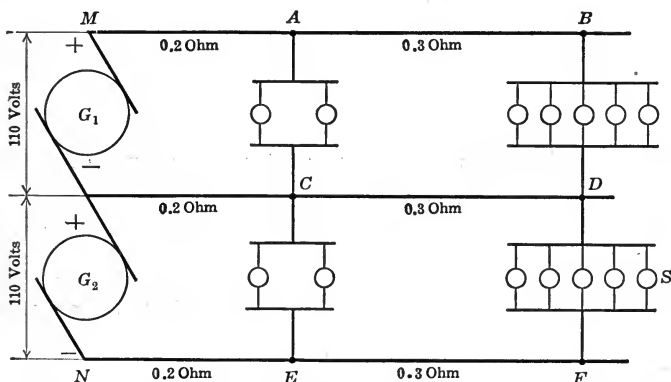 M A B
+ 0.2 Ohm 0.3 Ohm
110 Volts G₁
−
C D
+ 0.2 Ohm 0.3 Ohm
110 Volts G₂ S
−
N 0.2 Ohm E 0.3 Ohm F